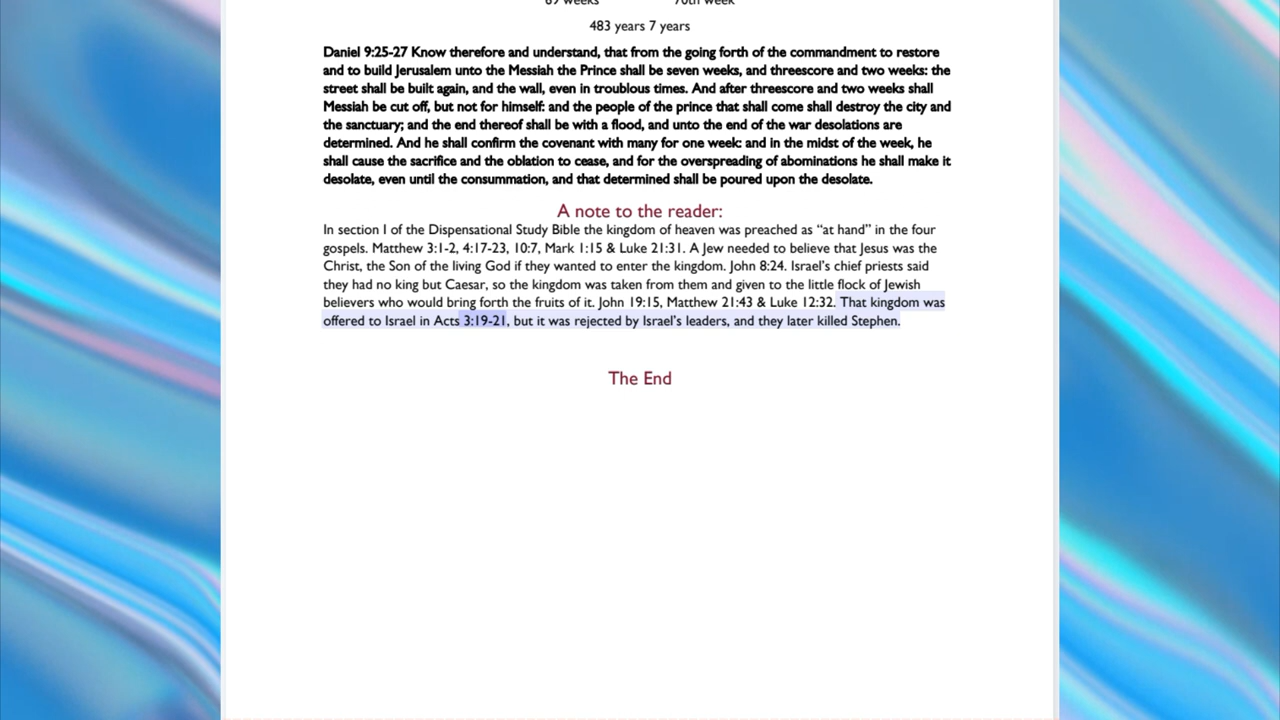 69 weeks 70th week
483 years 7 years
Daniel 9:25-27 Know therefore and understand, that from the going forth of the commandment to restore
and to build Jerusalem unto the Messiah the Prince shall be seven weeks, and threescore and two weeks: the
street shall be built again, and the wall, even in troublous times. And after threescore and two weeks shall
Messiah be cut off, but not for himself: and the people of the prince that shall come shall destroy the city and
the sanctuary; and the end thereof shall be with a flood, and unto the end of the war desolations are
determined. And he shall confirm the covenant with many for one week: and in the midst of the week, he
shall cause the sacrifice and the oblation to cease, and for the overspreading of abominations he shall make it
desolate, even until the consummation, and that determined shall be poured upon the desolate.
A note to the reader:
In section I of the Dispensational Study Bible the kingdom of heaven was preached as “at hand” in the four
gospels. Matthew 3:1-2, 4:17-23, 10:7, Mark 1:15 & Luke 21:31. A Jew needed to believe that Jesus was the
Christ, the Son of the living God if they wanted to enter the kingdom. John 8:24. Israel’s chief priests said
they had no king but Caesar, so the kingdom was taken from them and given to the little flock of Jewish
believers who would bring forth the fruits of it. John 19:15, Matthew 21:43 & Luke 12:32. That kingdom was
offered to Israel in Acts 3:19-21, but it was rejected by Israel’s leaders, and they later killed Stephen.
The End